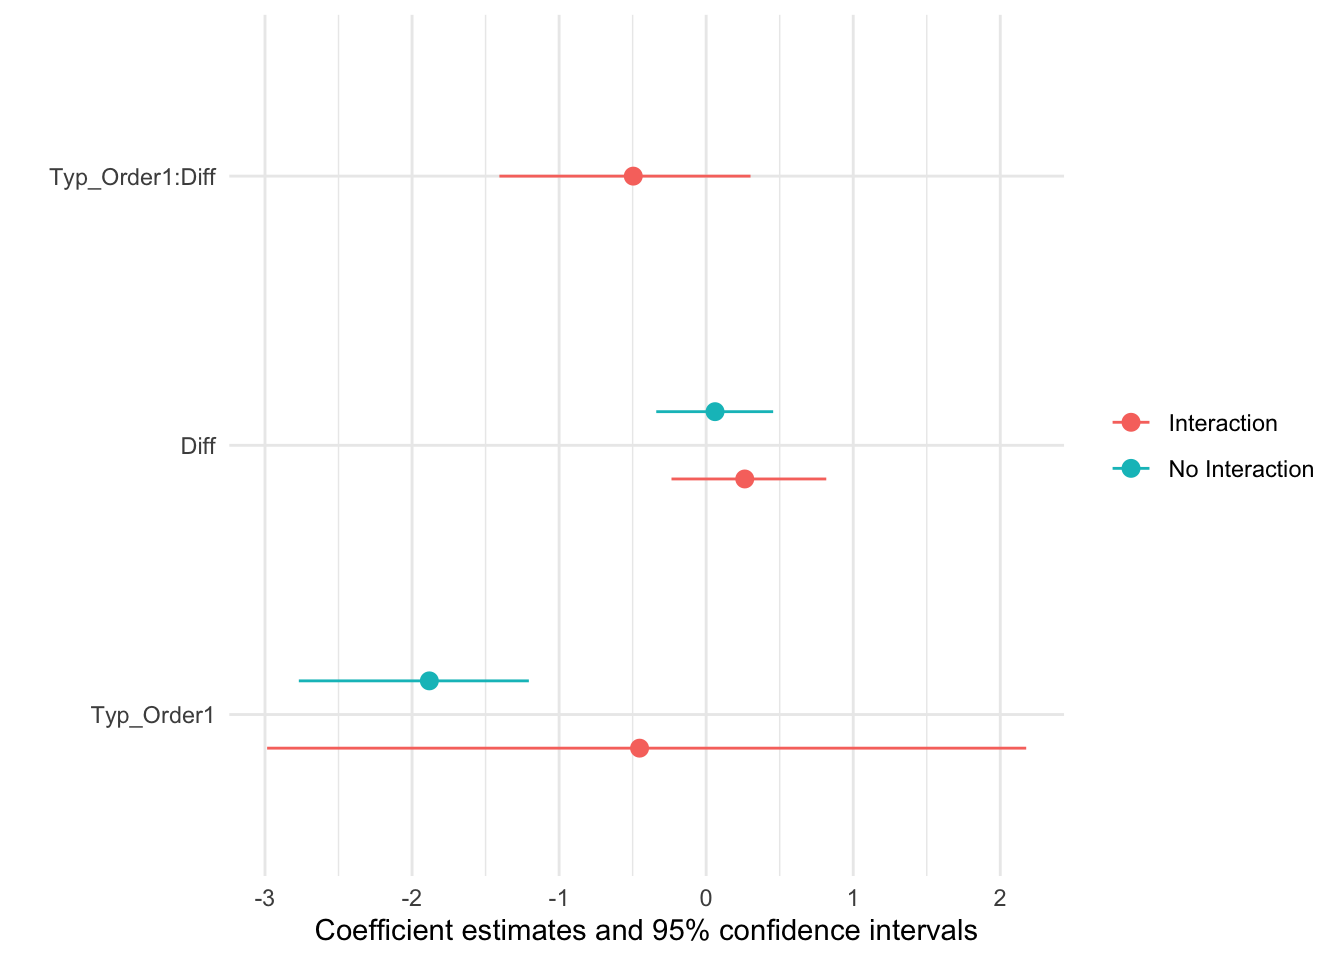 Typ_Order1:Diff
Diff
Typ_Order1
-3 -2 -1 0 1 2
Coefficient estimates and 95% confidence intervals
Interaction
No Interaction